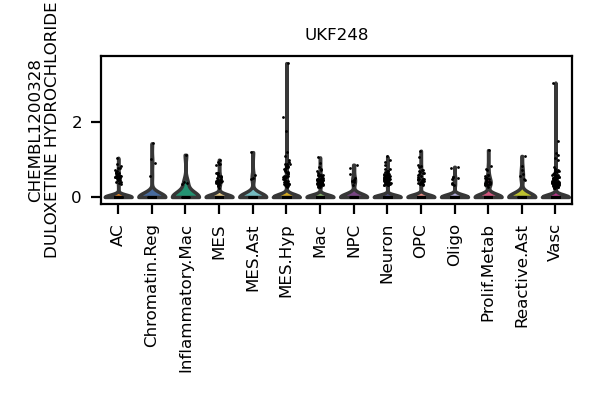 UKF248
CHEMBL1200328
DULOXETINE HYDROCHLORIDE
2
0
AC
Chromatin.Reg
Inflammatory.Mac
MES
MES.Ast
MES.Hyp
Mac
NPC
Neuron
OPC
Oligo
Prolif.Metab
Reactive.Ast
Vasc